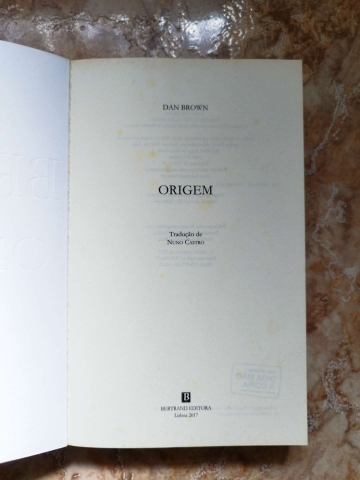 DAN BROWN
ORIGEM
Tradução de
NUNO CASTRO
B
BERTRAND EDITORA
Lisboa 2017